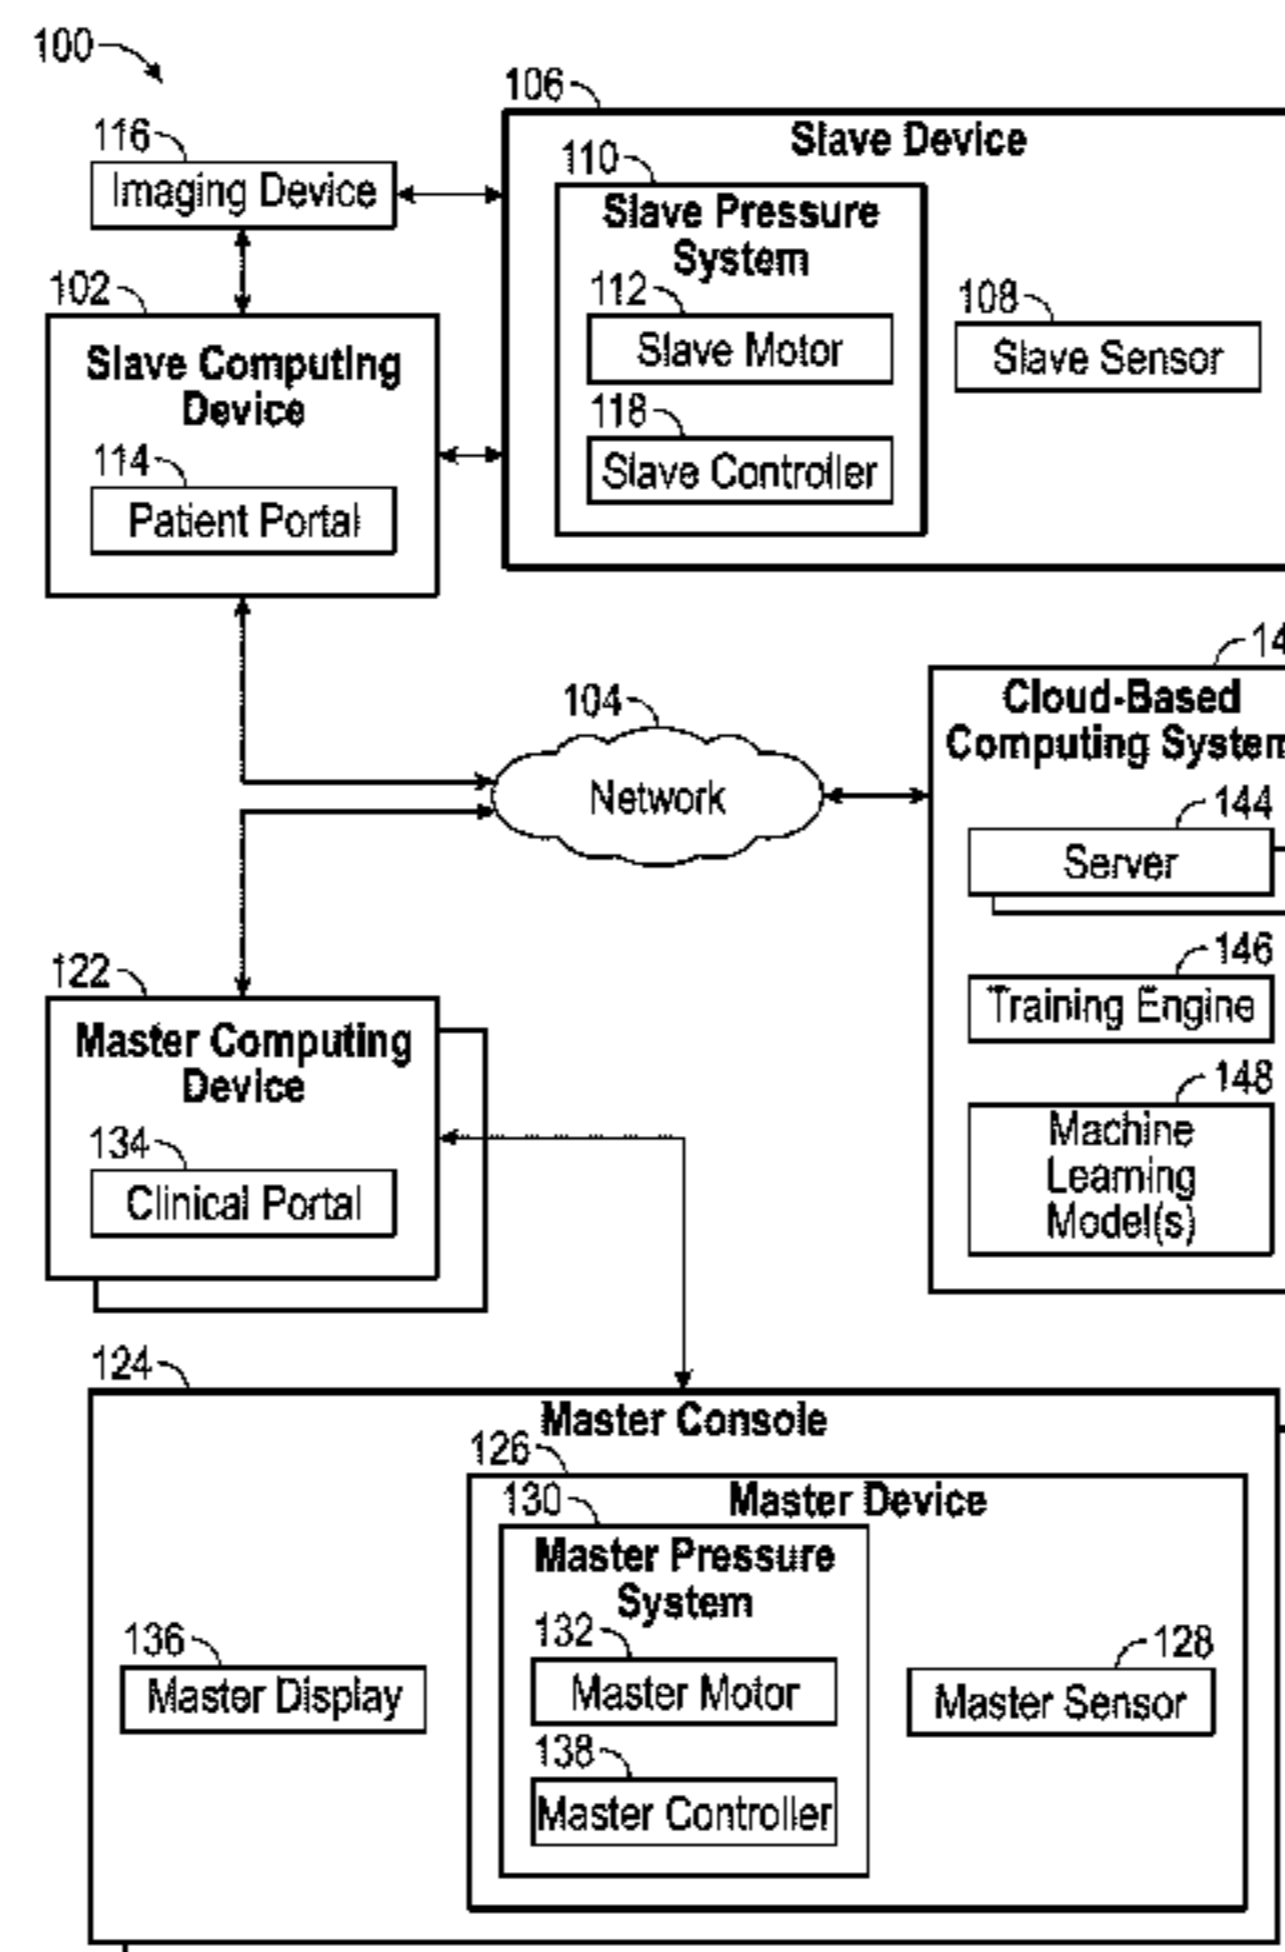 100
106
Slave Device
116
Imaging Device
110
Slave Pressure
System
112
Slave Motor
108
Slave Sensor
118
Slave Controller
102
Slave Computing
Device
114
Patient Portal
104
Network
14
Cloud-Based
Computing System
144
Server
146
Training Engine
148
Machine
Learning
Model(s)
122
Master Computing
Device
134
Clinical Portal
124
Master Console
126
Master Device
130
Master Pressure
System
132
Master Motor
138
Master Controller
136
Master Display
128
Master Sensor